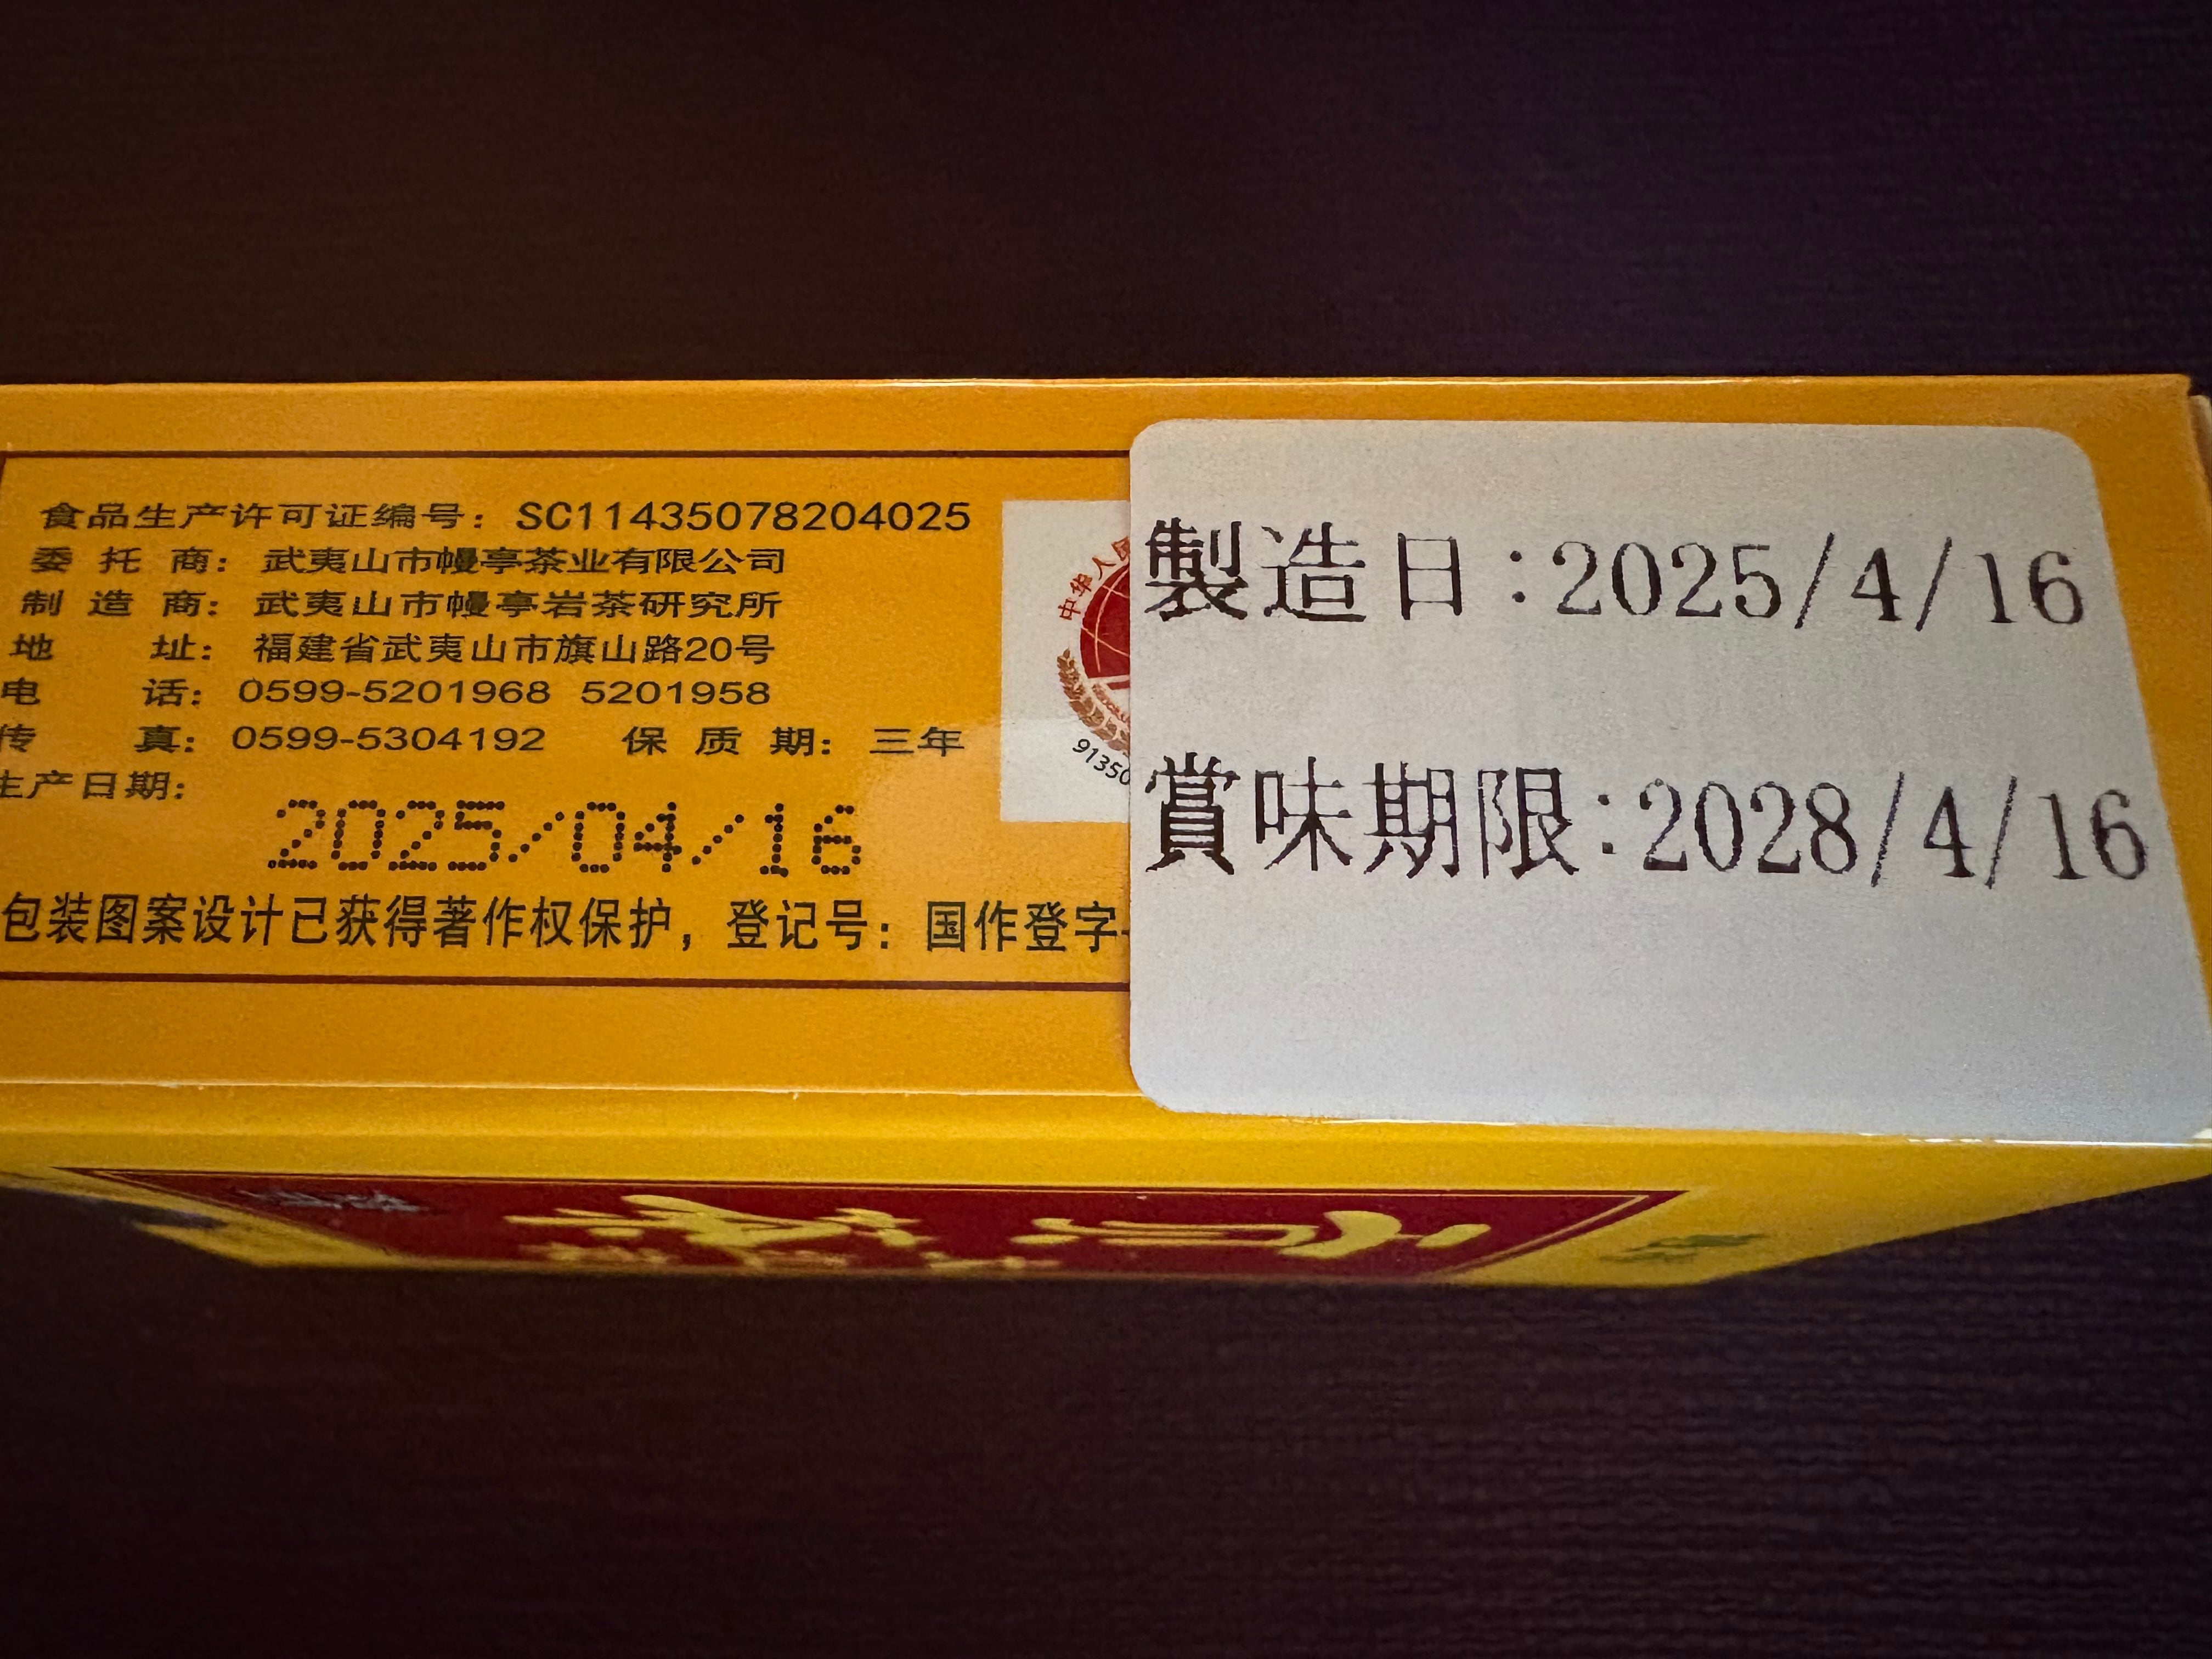 食品生产许可证编号：SC11435078204025
委托商：武夷山市幔亭茶业有限公司
制造商：武夷山市幔亭岩茶研究所
地址：福建省武夷山市旗山路20号
电话：0599-5201968 5201958
传真：0599-5304192 保质期：三年
生产日期：
2025/04/16
包装图案设计已获得著作权保护，登记号：国作登字-
中华人民
91350
製造日:2025/4/16
賞味期限:2028/4/16